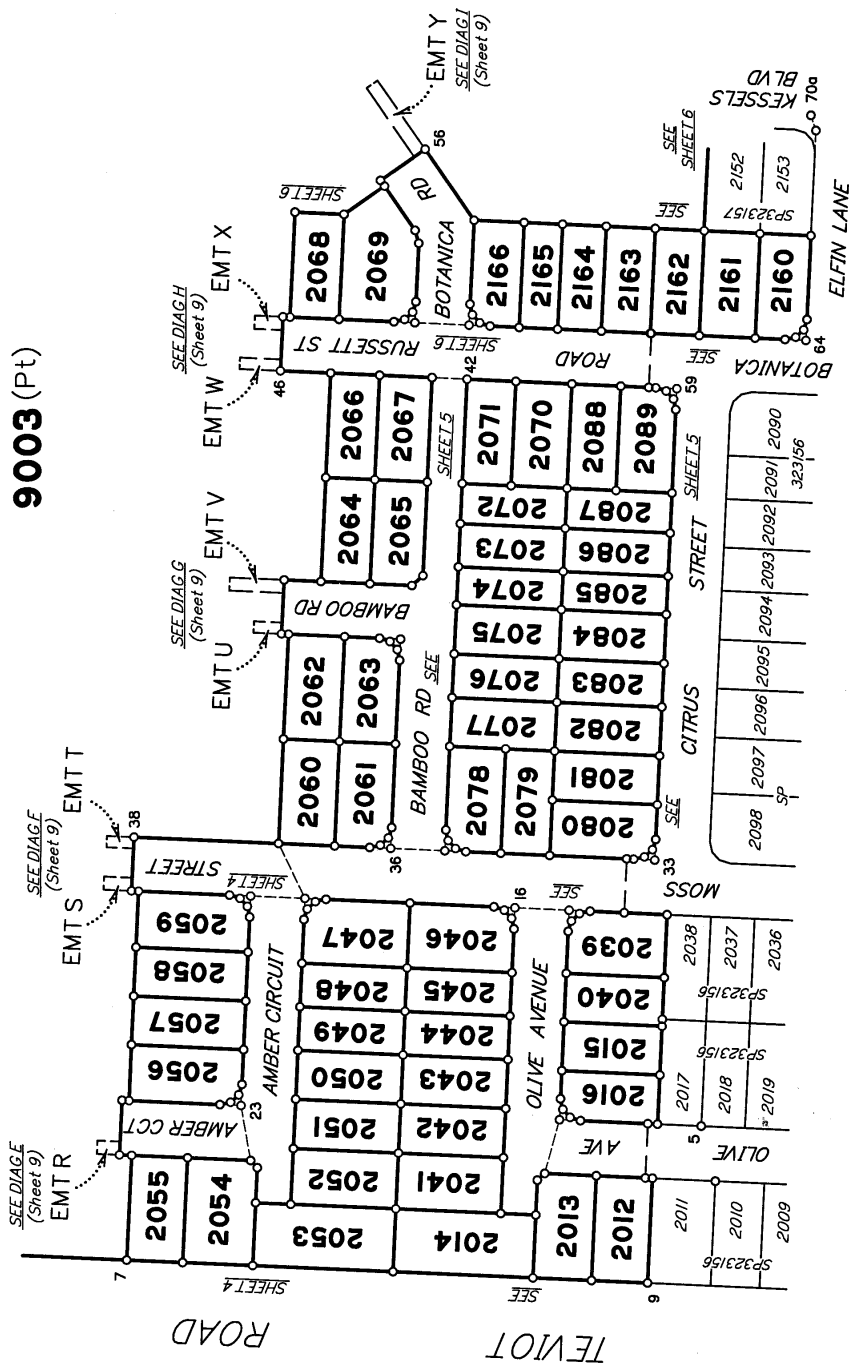 9003 (Pt)
SEE DIAG E
(Sheet 9)
EMT R
EMT S
SEE DIAG F
(Sheet 9)
EMT T
EMT U
SEE DIAG G
(Sheet 9)
EMT V
EMT W
SEE DIAG H
(Sheet 9)
EMT X
EMT Y
SEE DIAG I
(Sheet 9)
7
38
46
56
2055
2054
AMBER CCT
23
2056
2057
2058
2059
STREET
SHEET 4
SHEET 4
2053
2052
2051
2050
2049
2048
2047
AMBER CIRCUIT
2014
2041
2042
2043
2044
2045
2046
16
OLIVE AVENUE
SEE
SEE
2013
2012
AVE
2016
2015
2040
2039
9
5
OLIVE
2011
2010
2009
SP323156
2017
2018
2019
SP323156
2038
2037
2036
SP323156
MOSS
ROAD
TEVIOT
2060
2061
2062
2063
36
BAMBOO RD
BAMBOO RD
SEE
SHEET 5
2064
2065
2066
2067
RUSSETT ST
42
SHEET 6
2068
2069
SHEET 6
BOTANICA
RD
2078
2079
2077
2076
2075
2074
2073
2072
2071
2070
2080
2081
2082
2083
2084
2085
2086
2087
2088
2089
33
59
SEE
CITRUS
STREET
SHEET 5
2098
2097
2096
2095
2094
2093
2092
2091
2090
SP
323156
ROAD
SEE
BOTANICA
64
2166
2165
2164
2163
2162
2161
2160
SEE
SEE
SHEET 6
2152
2153
SP323157
KESSELS
BLVD
70a
ELFIN LANE